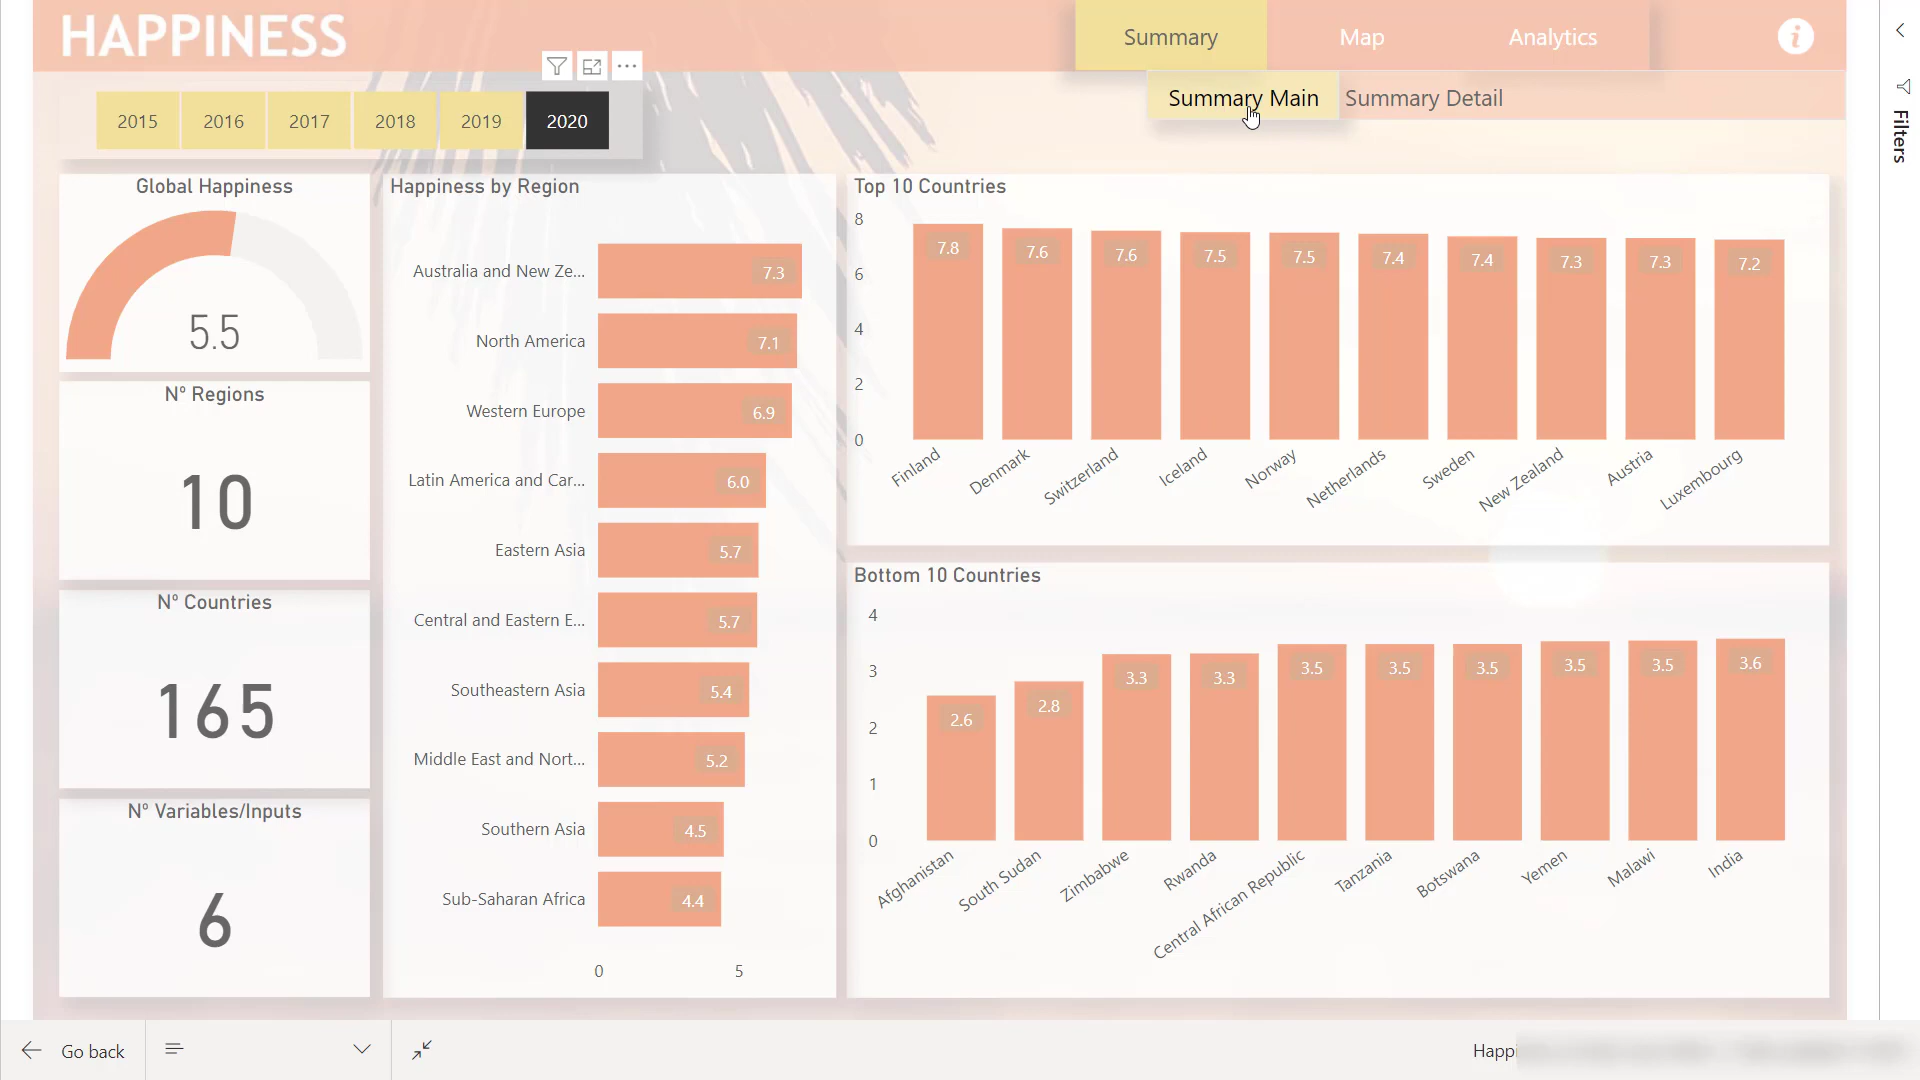 HAPPINESS
Summary
Map
Analytics
i
Summary Main
Summary Detail
2015
2016
2017
2018
2019
2020
Filters
Global Happiness
5.5
Nº Regions
10
Nº Countries
165
Nº Variables/Inputs
6
Happiness by Region
Australia and New Ze...
7.3
North America
7.1
Western Europe
6.9
Latin America and Car...
6.0
Eastern Asia
5.7
Central and Eastern E...
5.7
Southeastern Asia
5.4
Middle East and Nort...
5.2
Southern Asia
4.5
Sub-Saharan Africa
4.4
0
5
Top 10 Countries
8
6
4
2
0
7.8
7.6
7.6
7.5
7.5
7.4
7.4
7.3
7.3
7.2
Finland
Denmark
Switzerland
Iceland
Norway
Netherlands
Sweden
New Zealand
Austria
Luxembourg
Bottom 10 Countries
4
3
2
1
0
2.6
2.8
3.3
3.3
3.5
3.5
3.5
3.5
3.5
3.6
Afghanistan
South Sudan
Zimbabwe
Rwanda
Central African Republic
Tanzania
Botswana
Yemen
Malawi
India
Go back